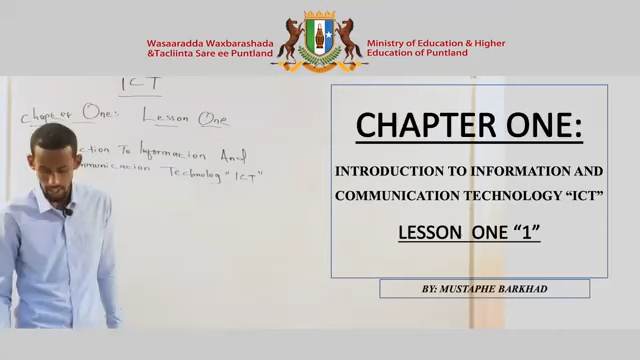 Wasaaradda Waxbarashada
&Tacliinta Sare ee Puntland
Ministry of Education & Higher
Education of Puntland
ICT
Chapter One: Lesson One
ction To Information And
mmunication Technology "ICT"
CHAPTER ONE:
INTRODUCTION TO INFORMATION AND
COMMUNICATION TECHNOLOGY “ICT”
LESSON ONE “1”
BY: MUSTAPHE BARKHAD